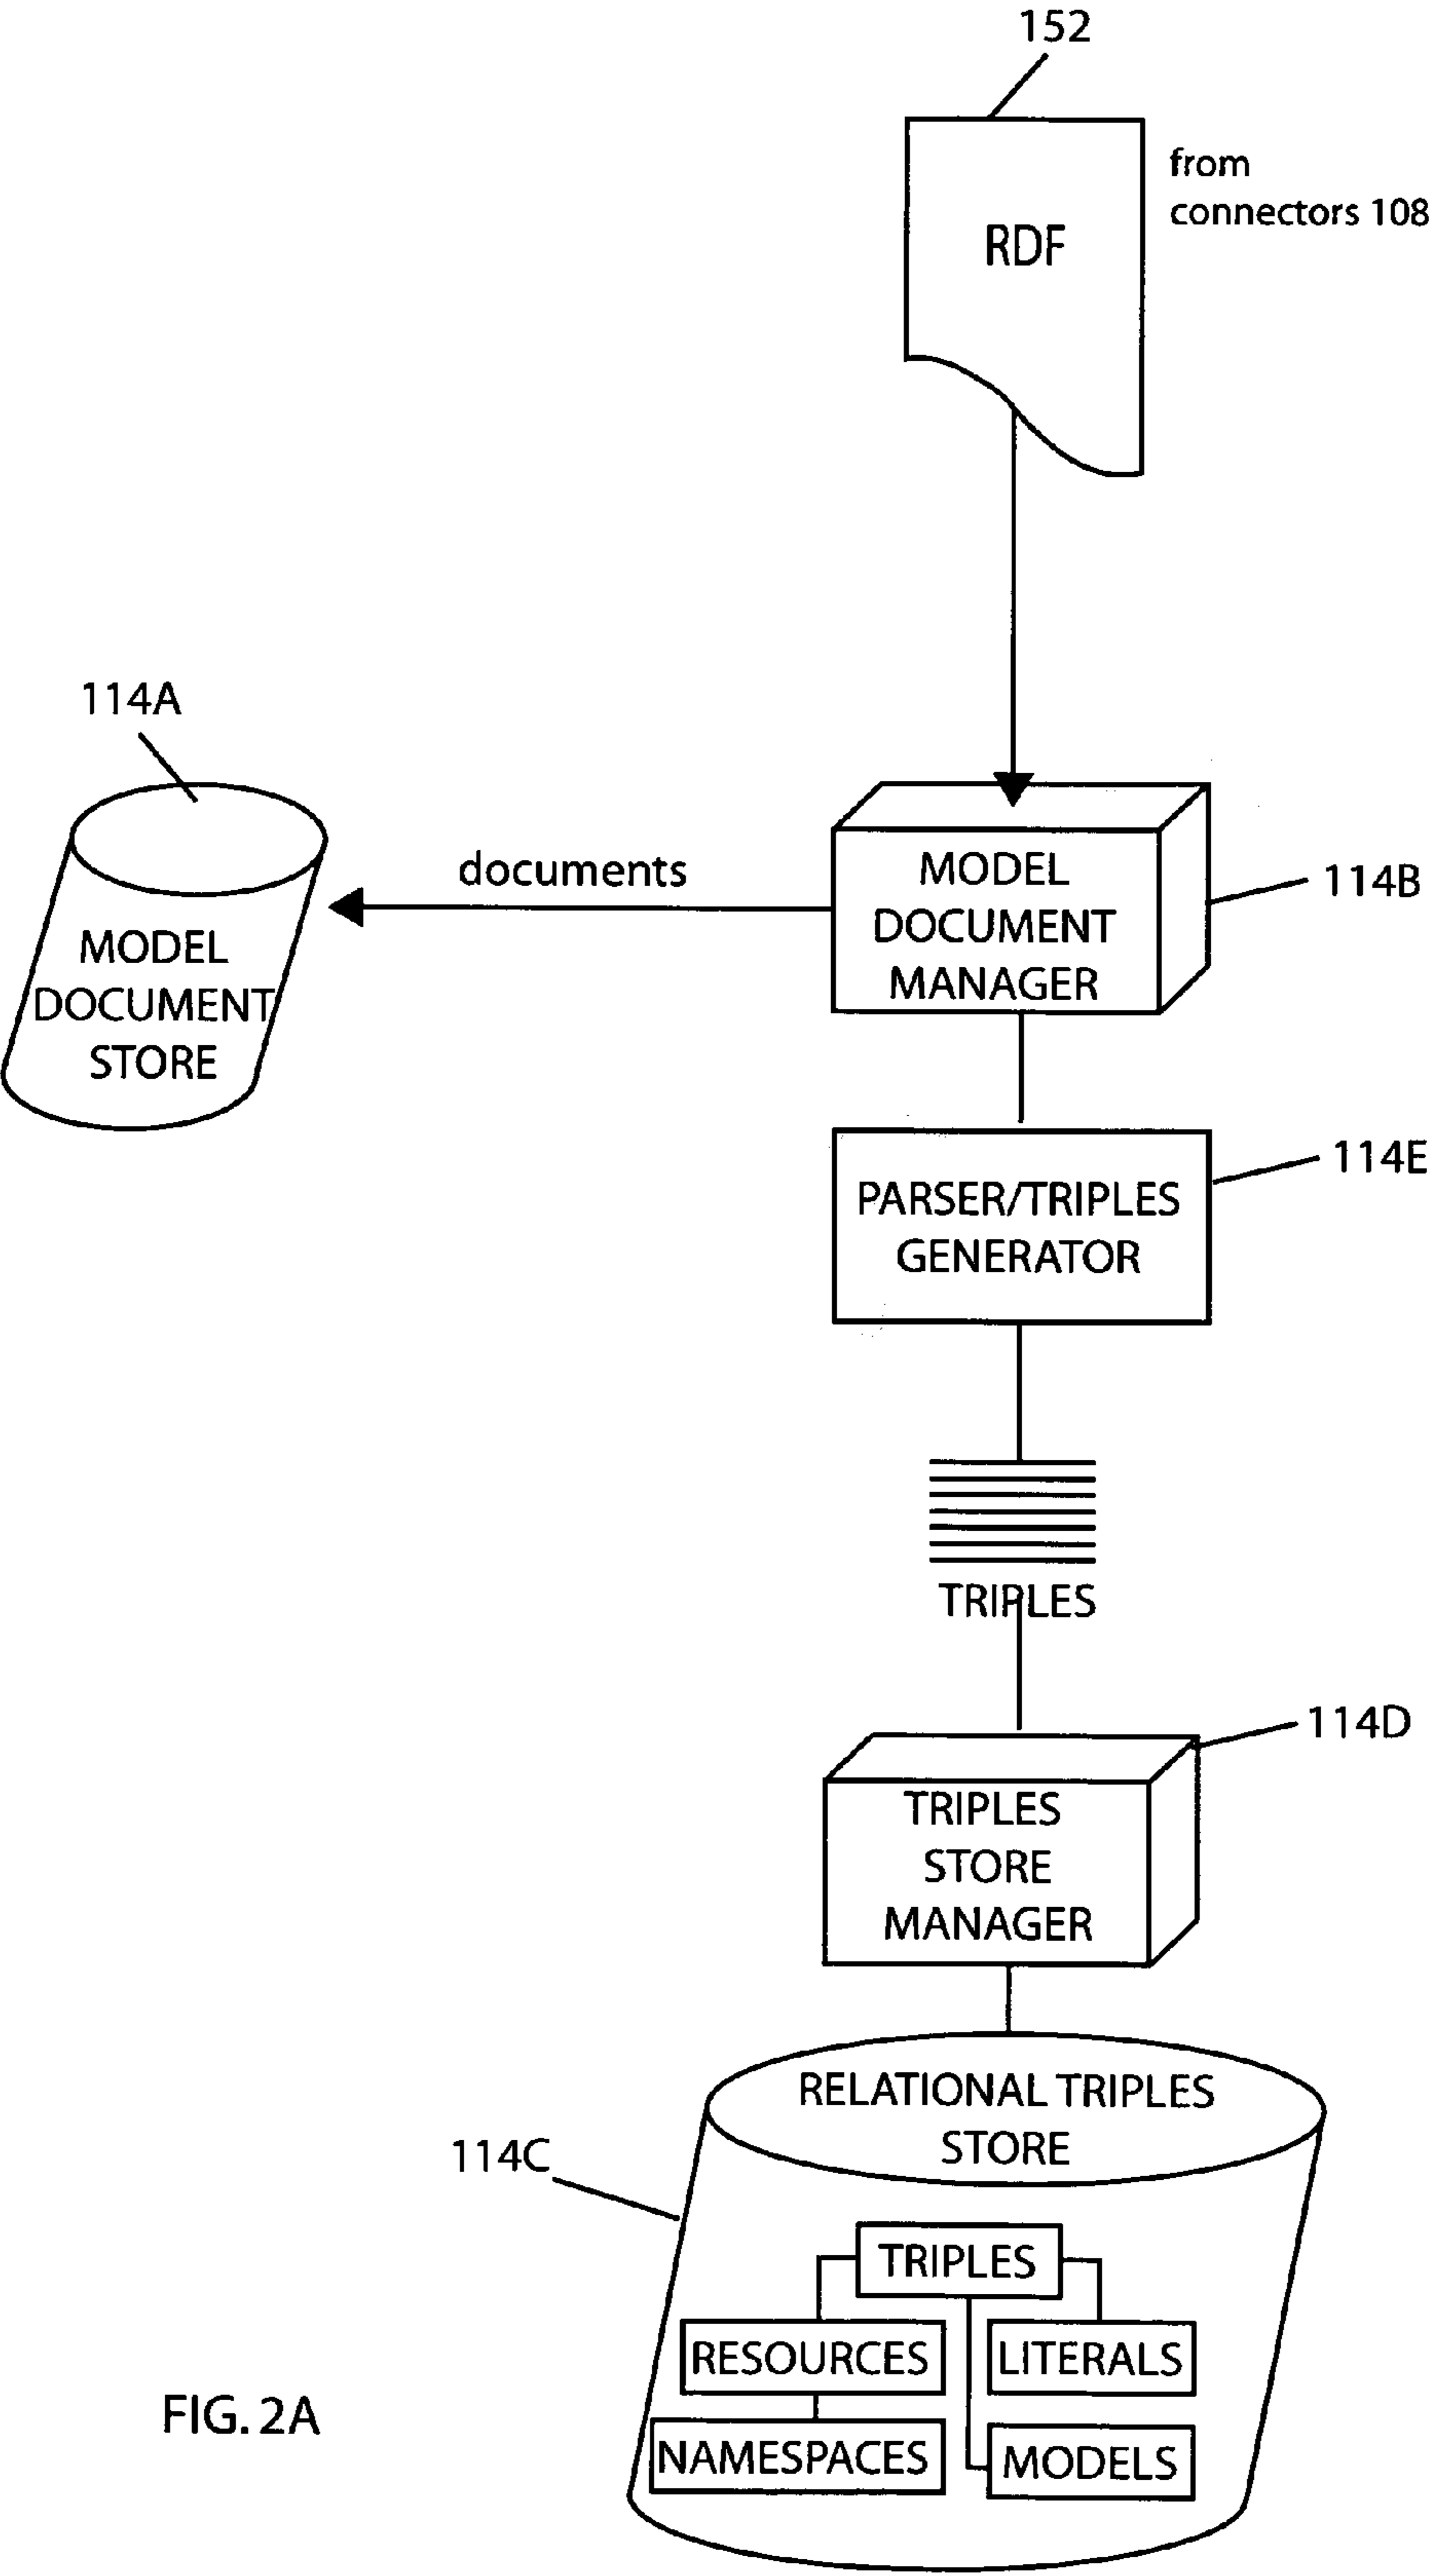 152
from
connectors 108
RDF
114A
documents
MODEL
DOCUMENT
MANAGER
114B
MODEL
DOCUMENT
STORE
114E
PARSER/TRIPLES
GENERATOR
TRIPLES
114D
TRIPLES
STORE
MANAGER
RELATIONAL TRIPLES
STORE
114C
TRIPLES
RESOURCES
LITERALS
NAMESPACES
MODELS
FIG. 2A